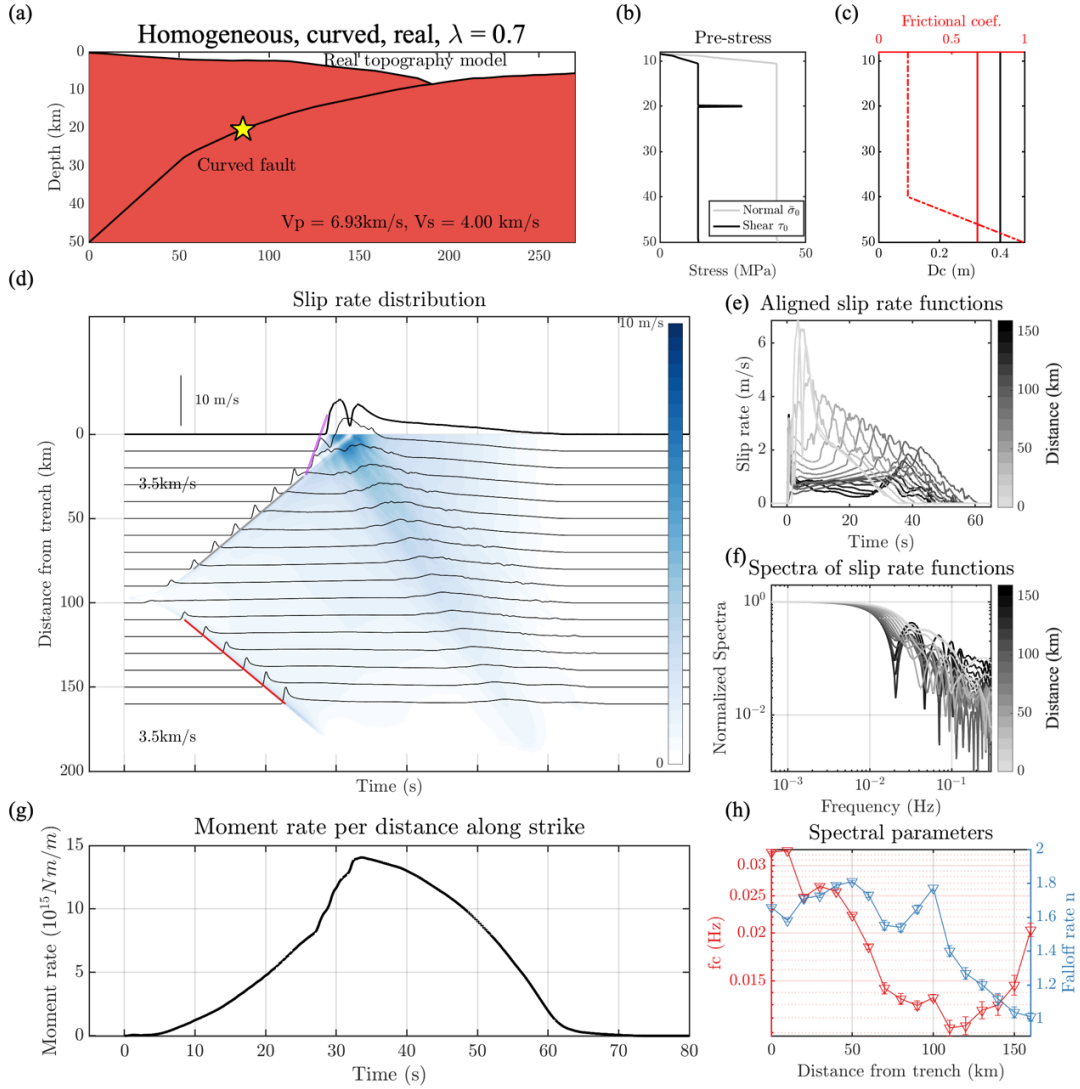 (a)
Homogeneous, curved, real, λ = 0.7
Real topography model
Curved fault
Vp = 6.93km/s, Vs = 4.00 km/s
Depth (km)
0
10
20
30
40
50
0
50
100
150
200
250
(b)
Pre-stress
Normal σ̄₀
Shear τ₀
10
20
30
40
50
0
50
Stress (MPa)
(c)
Frictional coef.
0
0.5
1
10
20
30
40
50
0
0.2
0.4
Dc (m)
(d)
Slip rate distribution
10 m/s
10 m/s
0
3.5km/s
50
100
150
3.5km/s
200
0
Distance from trench (km)
Time (s)
(e)
Aligned slip rate functions
Slip rate (m/s)
6
4
2
0
0
20
40
60
Time (s)
150
100
50
0
Distance (km)
(f)
Spectra of slip rate functions
Normalized Spectra
10⁰
10⁻²
10⁻³
10⁻²
10⁻¹
Frequency (Hz)
150
100
50
0
Distance (km)
(g)
Moment rate per distance along strike
Moment rate (10¹⁵Nm/m)
15
10
5
0
0
10
20
30
40
50
60
70
80
Time (s)
(h)
Spectral parameters
fc (Hz)
0.03
0.025
0.02
0.015
2
1.8
1.6
1.4
1.2
1
Falloff rate n
0
50
100
150
Distance from trench (km)